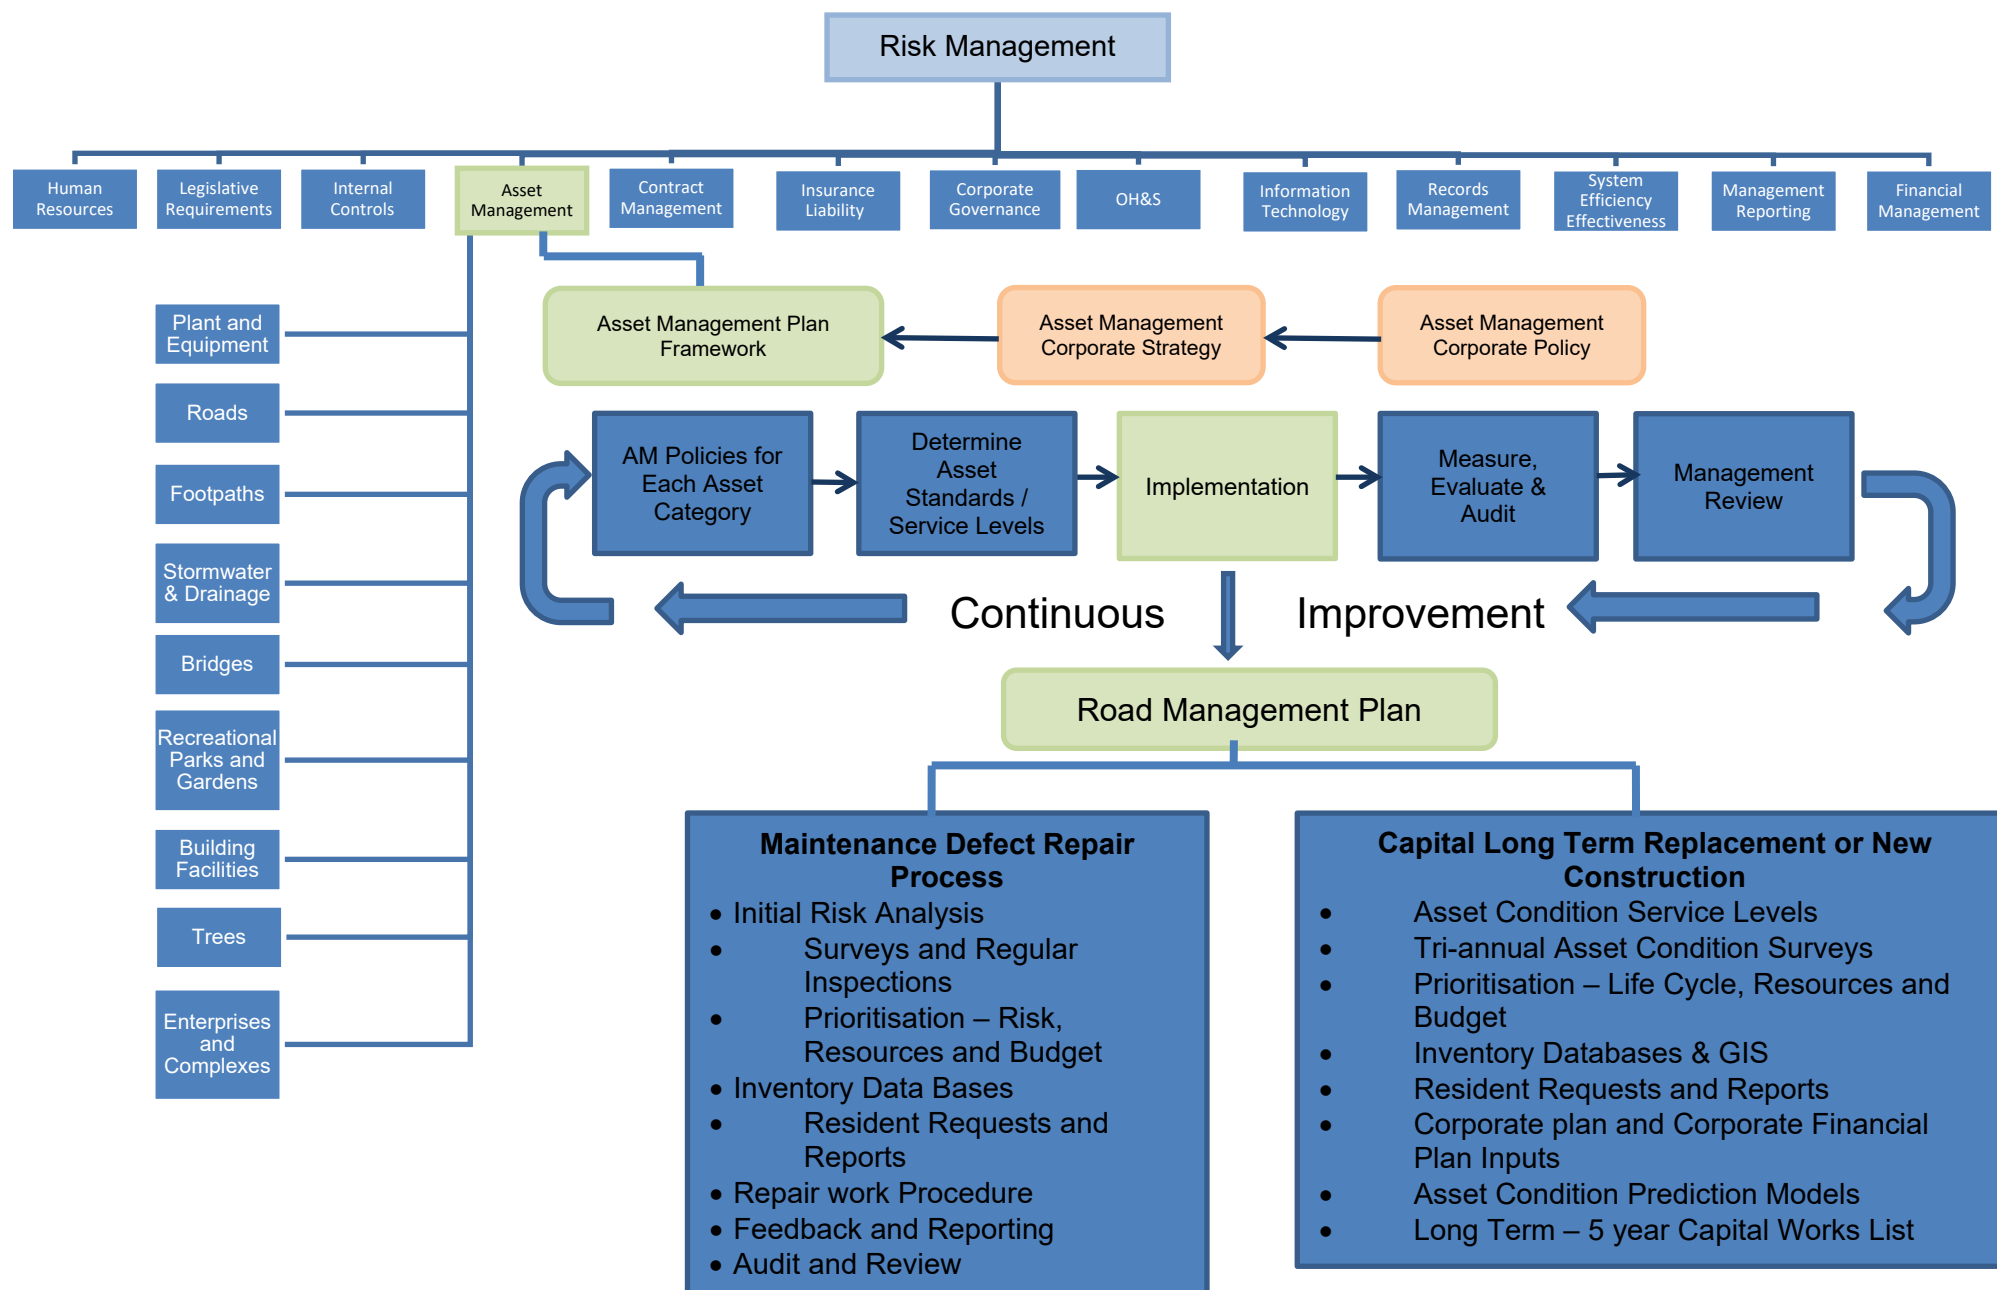 Risk Management
Human
Resources
Legislative
Requirements
Internal
Controls
Asset
Management
Contract
Management
Insurance
Liability
Corporate
Governance
OH&S
Information
Technology
Records
Management
System
Efficiency
Effectiveness
Management
Reporting
Financial
Management
Plant and
Equipment
Roads
Footpaths
Stormwater
& Drainage
Bridges
Recreational
Parks and
Gardens
Building
Facilities
Trees
Enterprises
and
Complexes
Asset Management Plan
Framework
Asset Management
Corporate Strategy
Asset Management
Corporate Policy
AM Policies for
Each Asset
Category
Determine
Asset
Standards /
Service Levels
Implementation
Measure,
Evaluate &
Audit
Management
Review
Continuous Improvement
Road Management Plan
Maintenance Defect Repair
Process
• Initial Risk Analysis
• Surveys and Regular
Inspections
• Prioritisation – Risk,
Resources and Budget
• Inventory Data Bases
• Resident Requests and
Reports
• Repair work Procedure
• Feedback and Reporting
• Audit and Review
Capital Long Term Replacement or New
Construction
• Asset Condition Service Levels
• Tri-annual Asset Condition Surveys
• Prioritisation – Life Cycle, Resources and
Budget
• Inventory Databases & GIS
• Resident Requests and Reports
• Corporate plan and Corporate Financial
Plan Inputs
• Asset Condition Prediction Models
• Long Term – 5 year Capital Works List